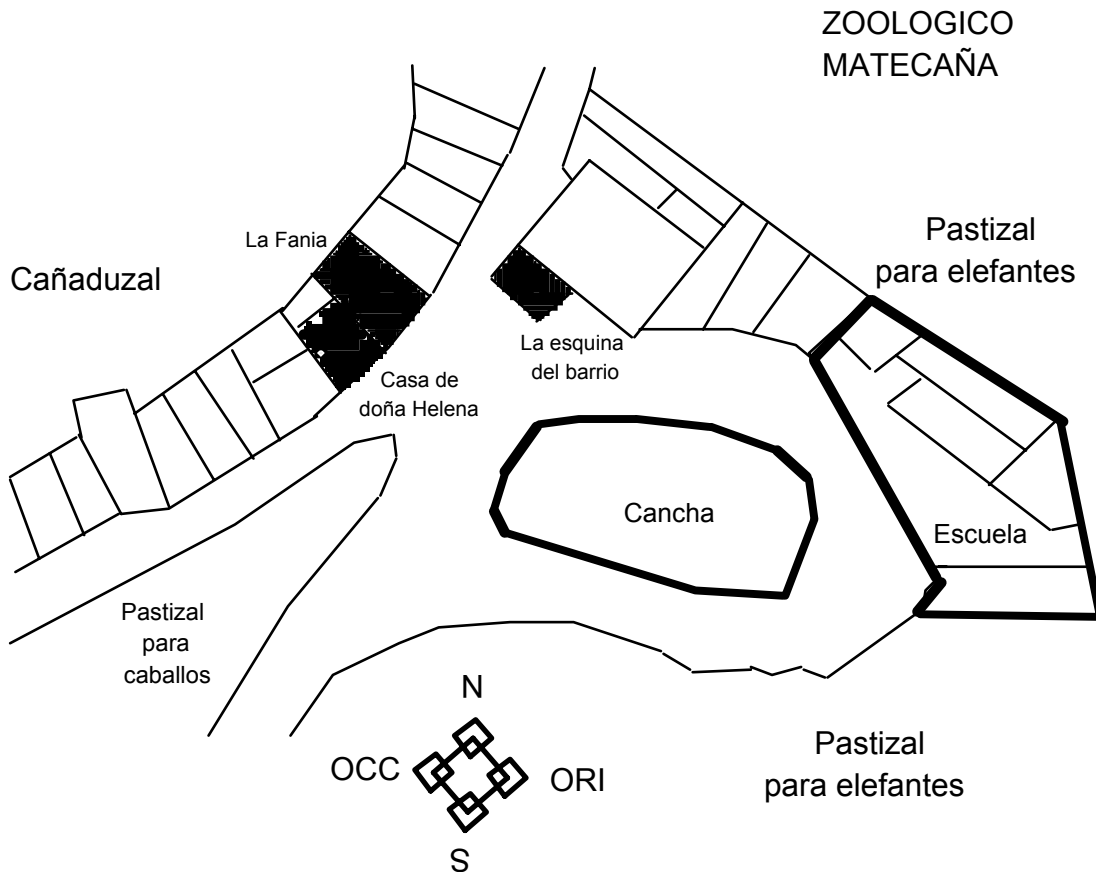 ZOOLOGICO
MATECAÑA
La Fania
Cañaduzal
Pastizal
para elefantes
La esquina
del barrio
Casa de
doña Helena
Cancha
Escuela
Pastizal
para
caballos
N
OCC
ORI
S
Pastizal
para elefantes